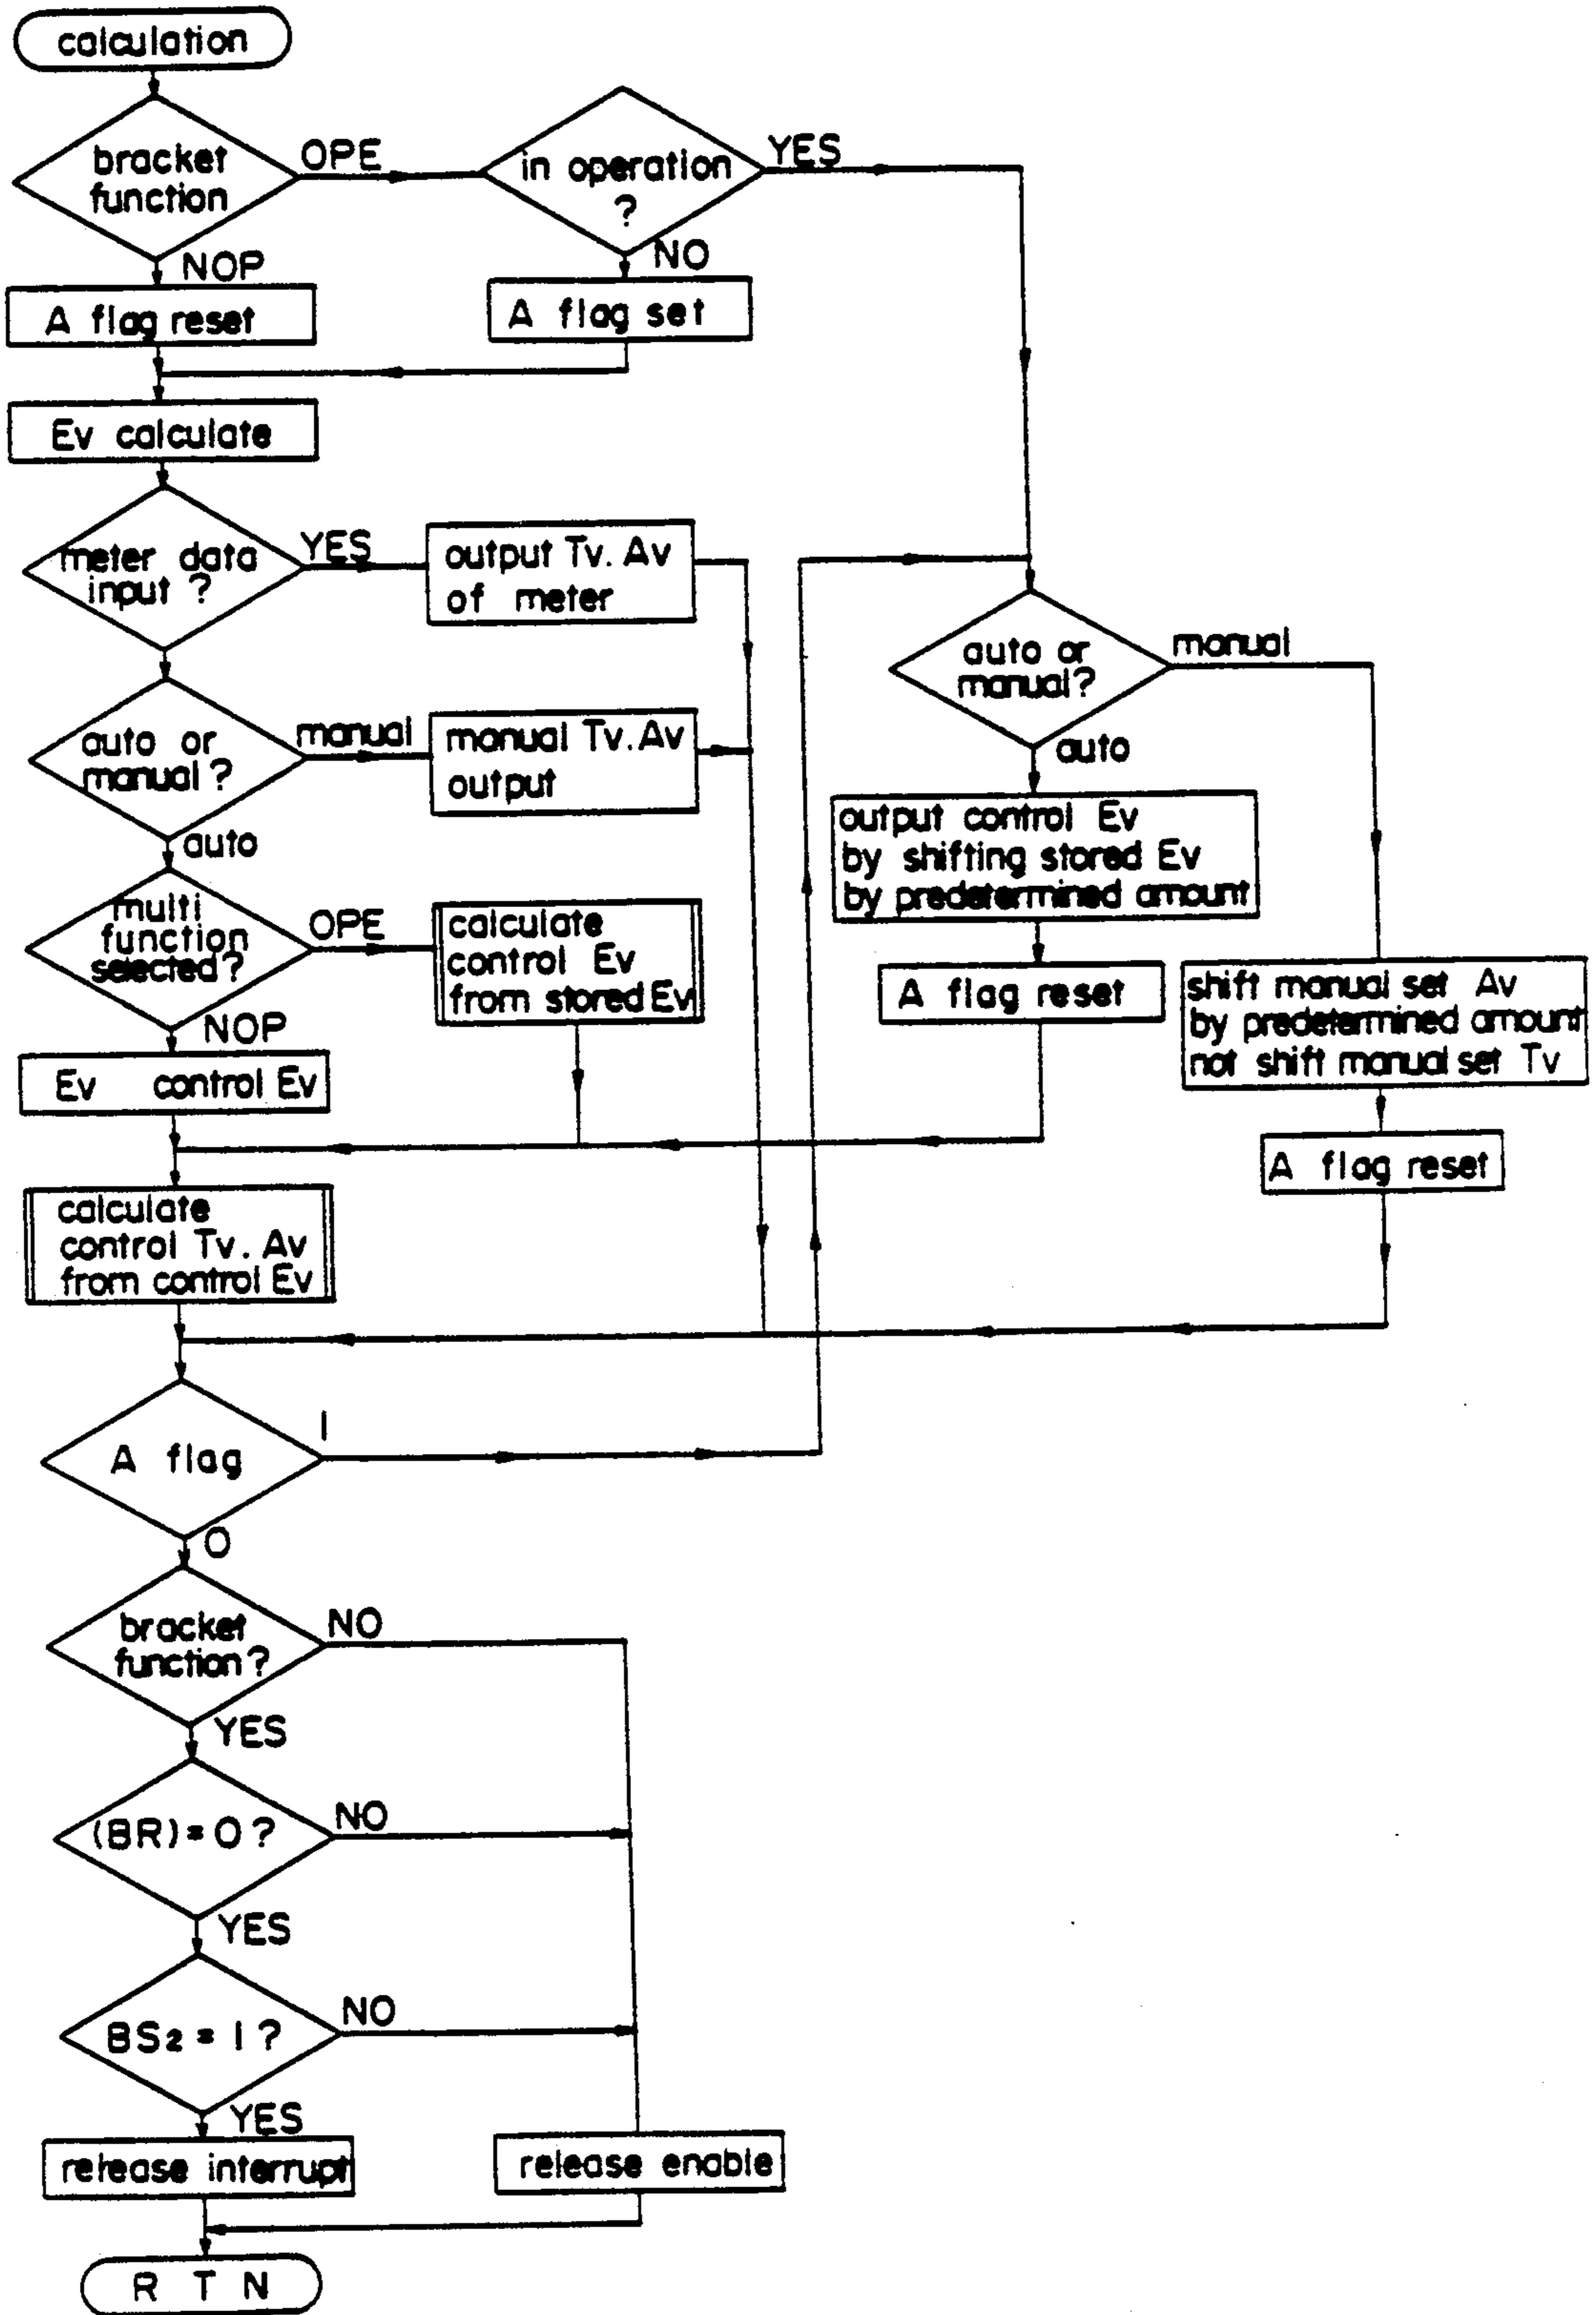 calculation
bracket
function
OPE
in operation
?
YES
NOP
NO
A flag reset
A flag set
Ev calculate
meter data
input ?
YES
output Tv. Av
of meter
auto or
manual ?
manual
manual Tv. Av
output
auto
multi
function
selected?
OPE
calculate
control Ev
from stored Ev
NOP
Ev control Ev
calculate
control Tv. Av
from control Ev
auto or
manual?
manual
auto
output control Ev
by shifting stored Ev
by predetermined amount
A flag reset
shift manual set Av
by predetermined amount
not shift manual set Tv
A flag reset
A flag
1
0
bracket
function?
NO
YES
(BR)=0?
NO
YES
BS2=1?
NO
YES
release interrupt
release enable
R T N